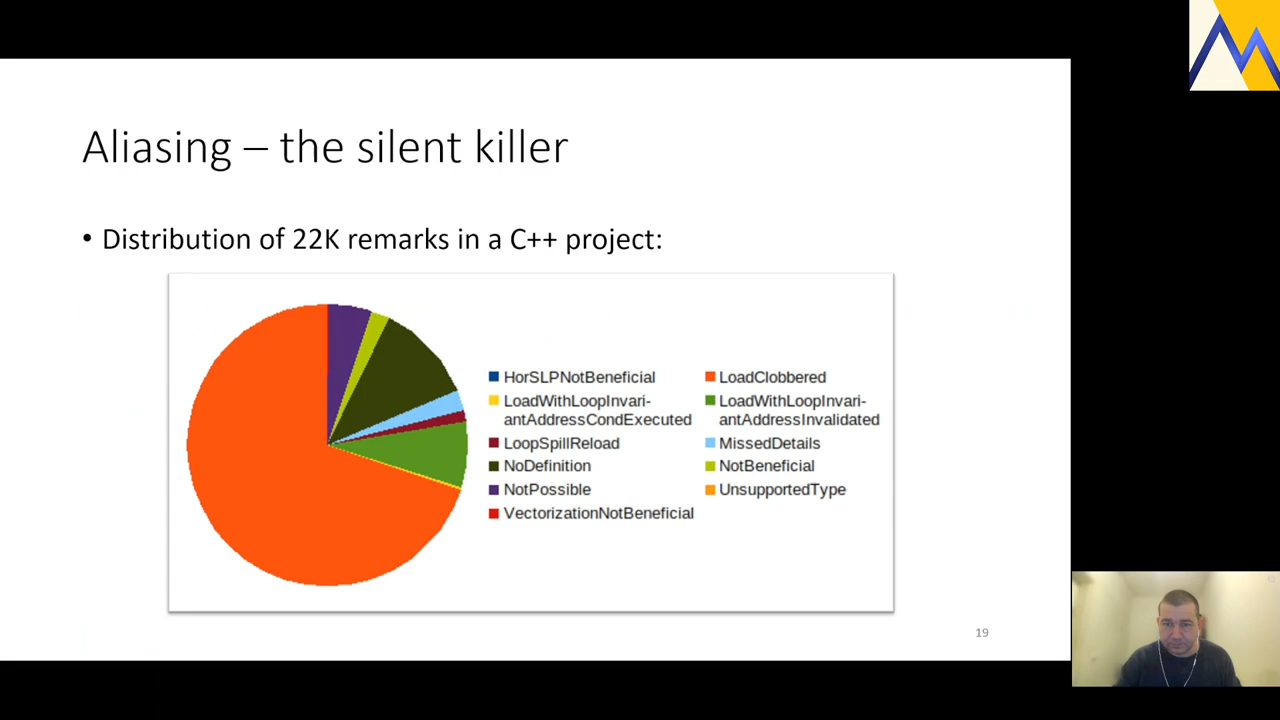 Aliasing – the silent killer
• Distribution of 22K remarks in a C++ project:
HorSLPNotBeneficial
LoadClobbered
LoadWithLoopInvari-
antAddressCondExecuted
LoadWithLoopInvari-
antAddressInvalidated
LoopSpillReload
MissedDetails
NoDefinition
NotBeneficial
NotPossible
UnsupportedType
VectorizationNotBeneficial
19